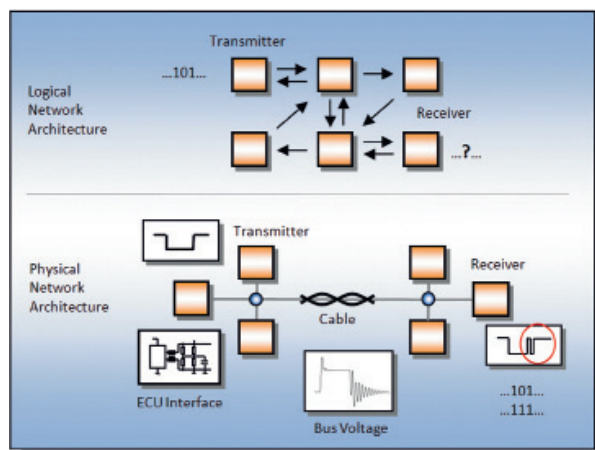 Transmitter
...101...
Logical
Network
Architecture
Receiver
...?...
Transmitter
Physical
Network
Architecture
Receiver
Cable
ECU Interface
Bus Voltage
...101...
...111...